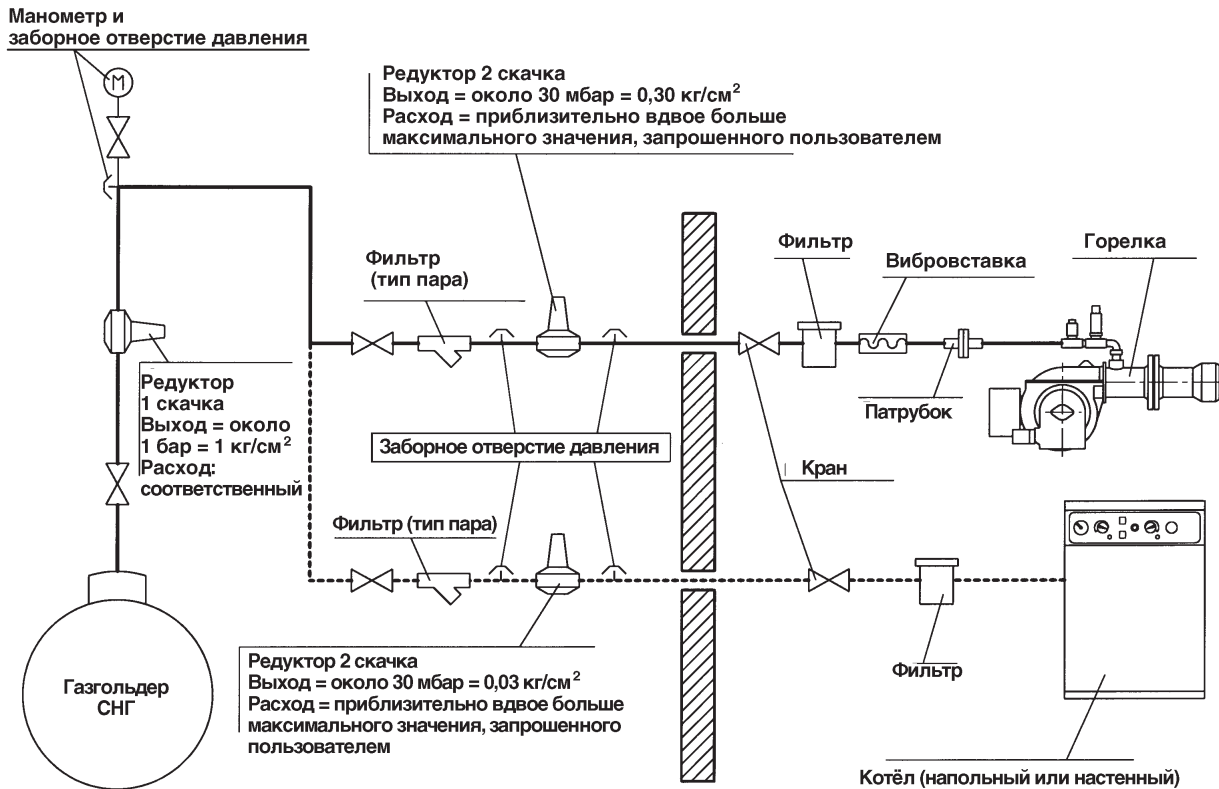 Манометр и
заборное отверстие давления
М
Редуктор 2 скачка
Выход = около 30 мбар = 0,30 кг/см²
Расход = приблизительно вдвое больше
максимального значения, запрошенного пользователем
Фильтр
(тип пара)
Фильтр
Вибровставка
Горелка
Редуктор
1 скачка
Выход = около
1 бар = 1 кг/см²
Расход:
соответственный
Патрубок
Заборное отверстие давления
Кран
Фильтр (тип пара)
Редуктор 2 скачка
Выход = около 30 мбар = 0,03 кг/см²
Расход = приблизительно вдвое больше
максимального значения, запрошенного
пользователем
Газгольдер
СНГ
Фильтр
Котёл (напольный или настенный)